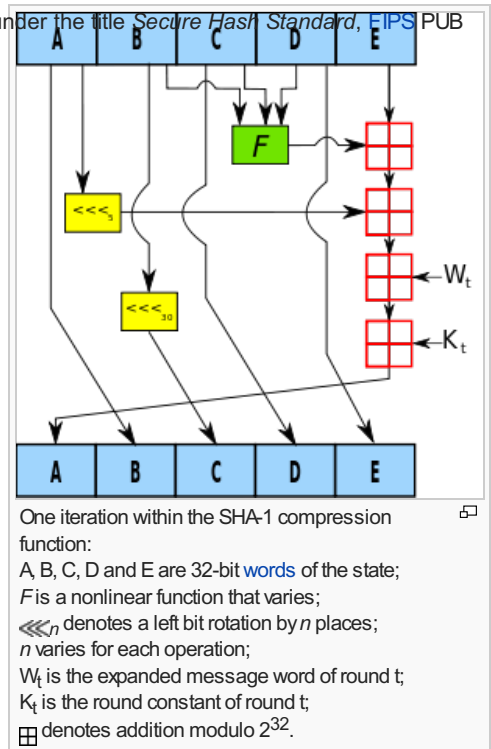 under the title Secure Hash Standard, FIPS PUB
A B C D E
F
<<<5
<<<30
Wt
Kt
A B C D E
One iteration within the SHA-1 compression
function:
A, B, C, D and E are 32-bit words of the state;
F is a nonlinear function that varies;
⋘n denotes a left bit rotation by n places;
n varies for each operation;
Wt is the expanded message word of round t;
Kt is the round constant of round t;
⊞ denotes addition modulo 2³².